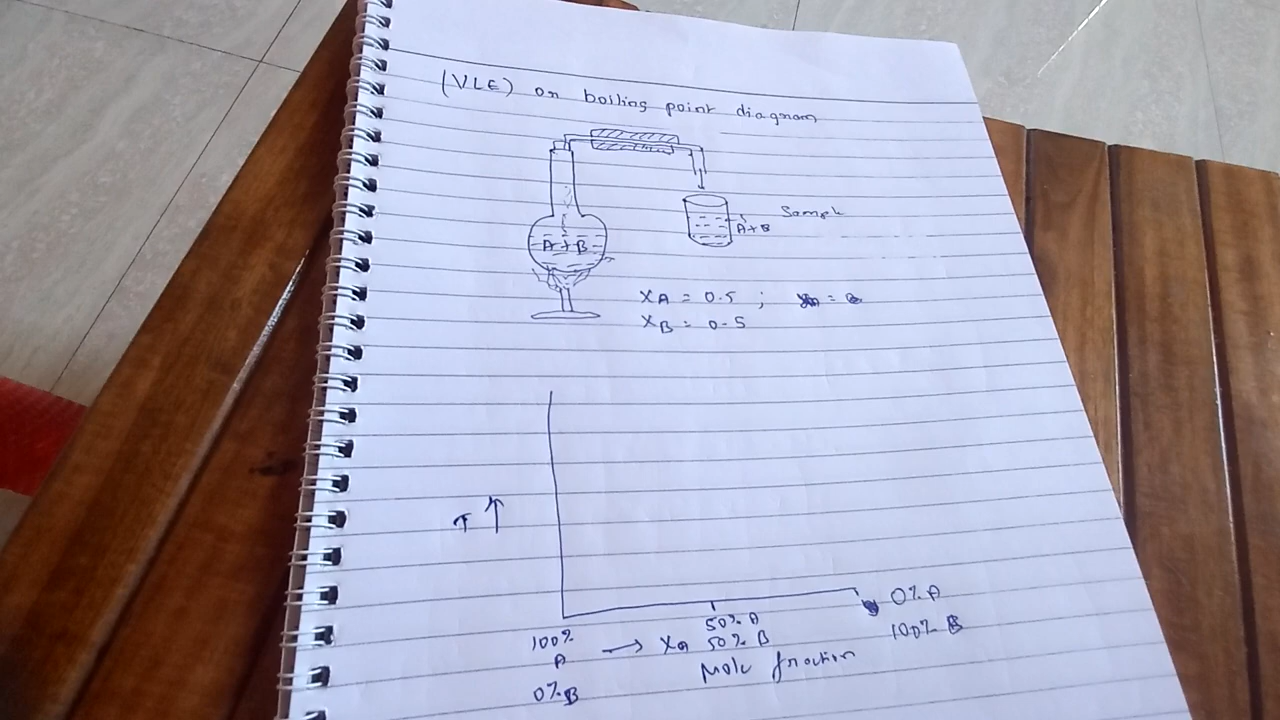 (VLE) on boiling point diagram
Sample
A+B
A+B
XA = 0.5 ;
XB = 0.5
T ↑
0% A
100% B
50% A
50% B
100%
A
0% B
→ Xa
Mole fraction